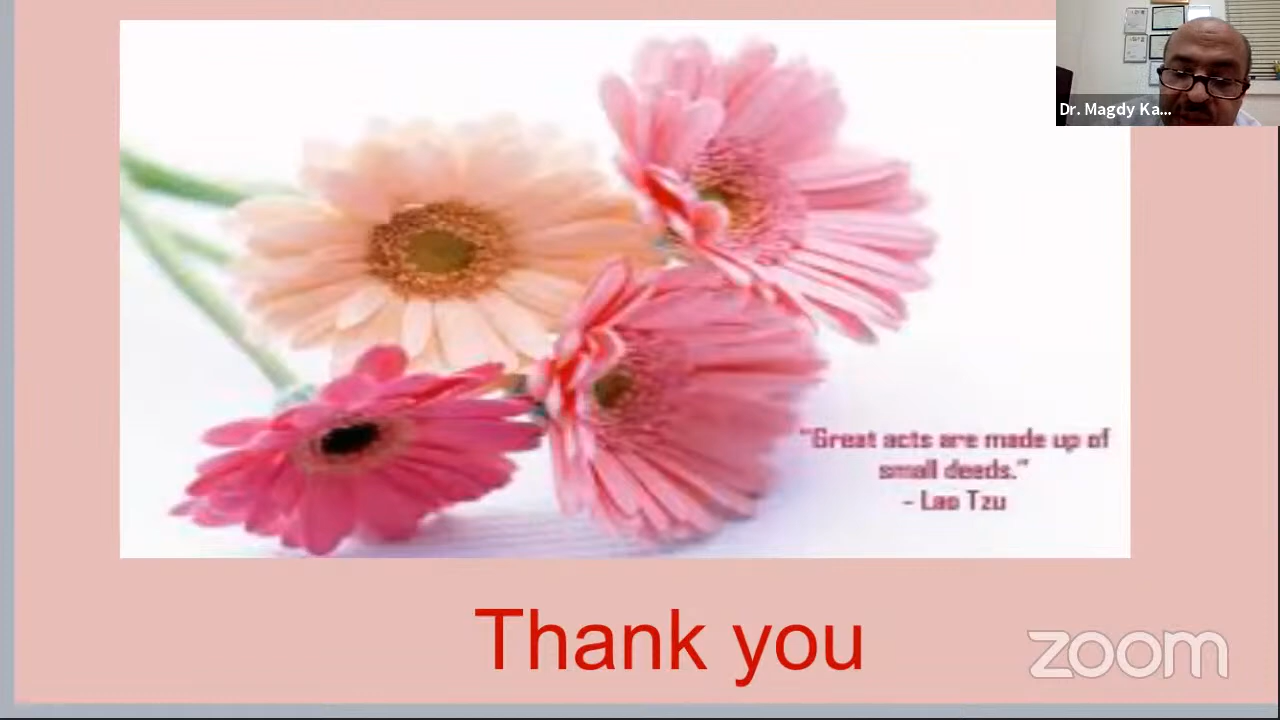 Dr. Magdy Ka...
"Great acts are made up of
small deeds."
- Lao Tzu
Thank you
zoom